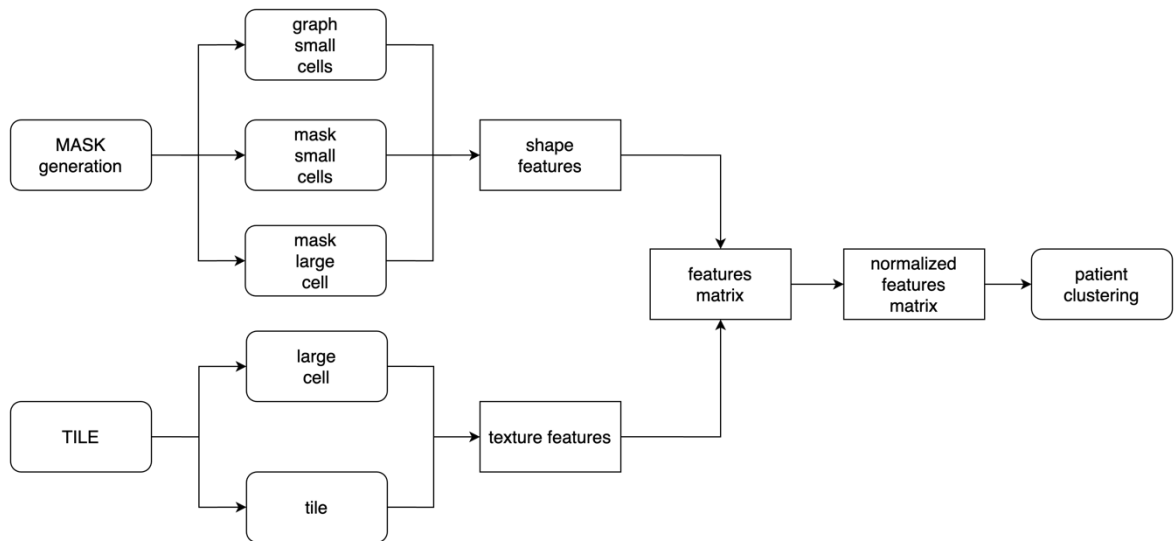 graph
small
cells
MASK
generation
mask
small
cells
shape
features
mask
large
cell
features
matrix
normalized
features
matrix
patient
clustering
large
cell
TILE
texture features
tile